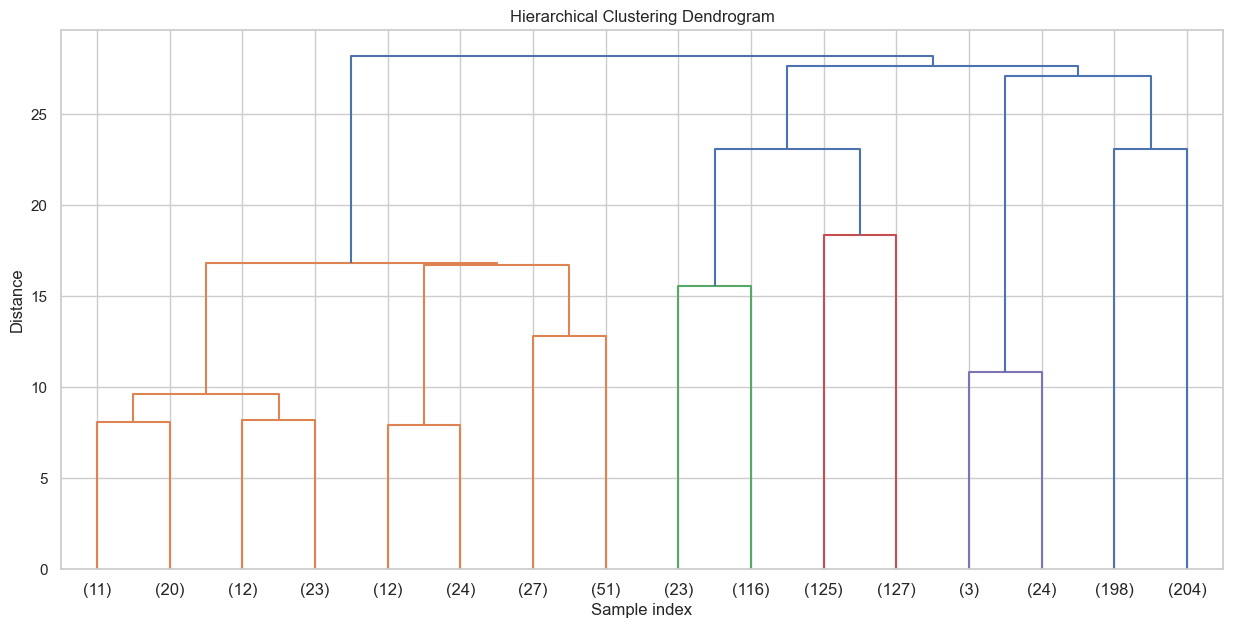 Hierarchical Clustering Dendrogram
Distance
25
20
15
10
5
0
(11) (20) (12) (23) (12) (24) (27) (51) (23) (116) (125) (127) (3) (24) (198) (204)
Sample index